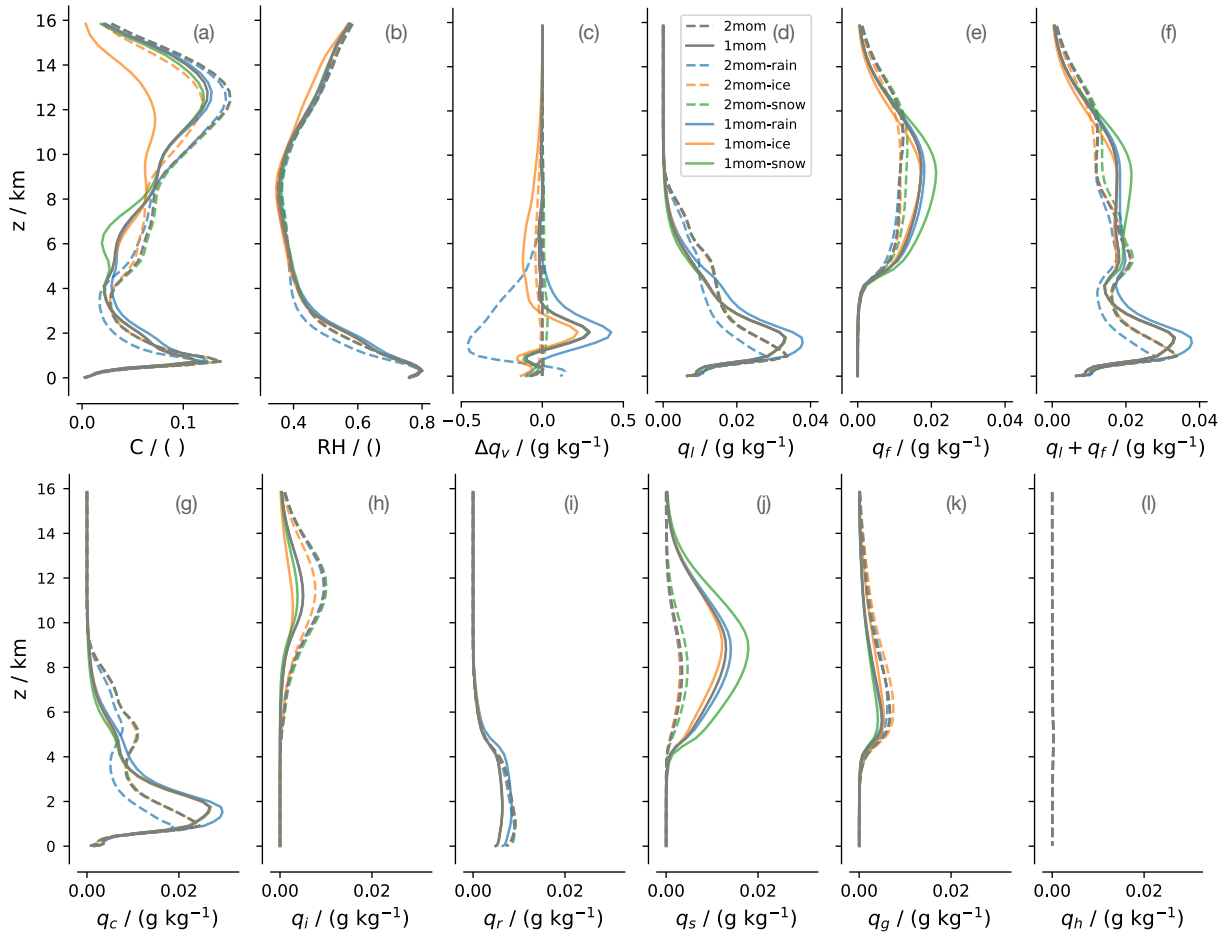 (a)
(b)
(c)
(d)
(e)
(f)
2mom
1mom
2mom-rain
2mom-ice
2mom-snow
1mom-rain
1mom-ice
1mom-snow
z / km
16
14
12
10
8
6
4
2
0
0.0 0.1
C / ( )
0.4 0.6 0.8
RH / ()
−0.5 0.0 0.5
Δq_v / (g kg⁻¹)
0.00 0.02 0.04
q_l / (g kg⁻¹)
0.00 0.02 0.04
q_f / (g kg⁻¹)
0.00 0.02 0.04
q_l + q_f / (g kg⁻¹)
(g)
(h)
(i)
(j)
(k)
(l)
z / km
16
14
12
10
8
6
4
2
0
0.00 0.02
q_c / (g kg⁻¹)
0.00 0.02
q_i / (g kg⁻¹)
0.00 0.02
q_r / (g kg⁻¹)
0.00 0.02
q_s / (g kg⁻¹)
0.00 0.02
q_g / (g kg⁻¹)
0.00 0.02
q_h / (g kg⁻¹)